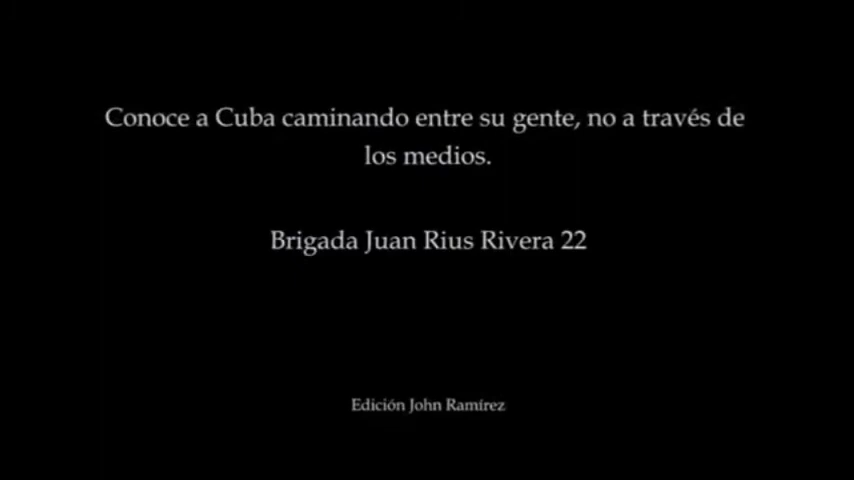 Conoce a Cuba caminando entre su gente, no a través de
los medios.
Brigada Juan Rius Rivera 22
Edición John Ramírez